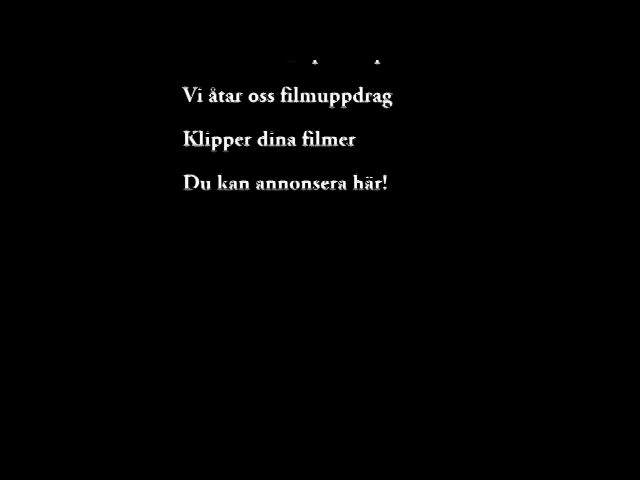 Vi åtar oss filmuppdrag
Klipper dina filmer
Du kan annonsera här!